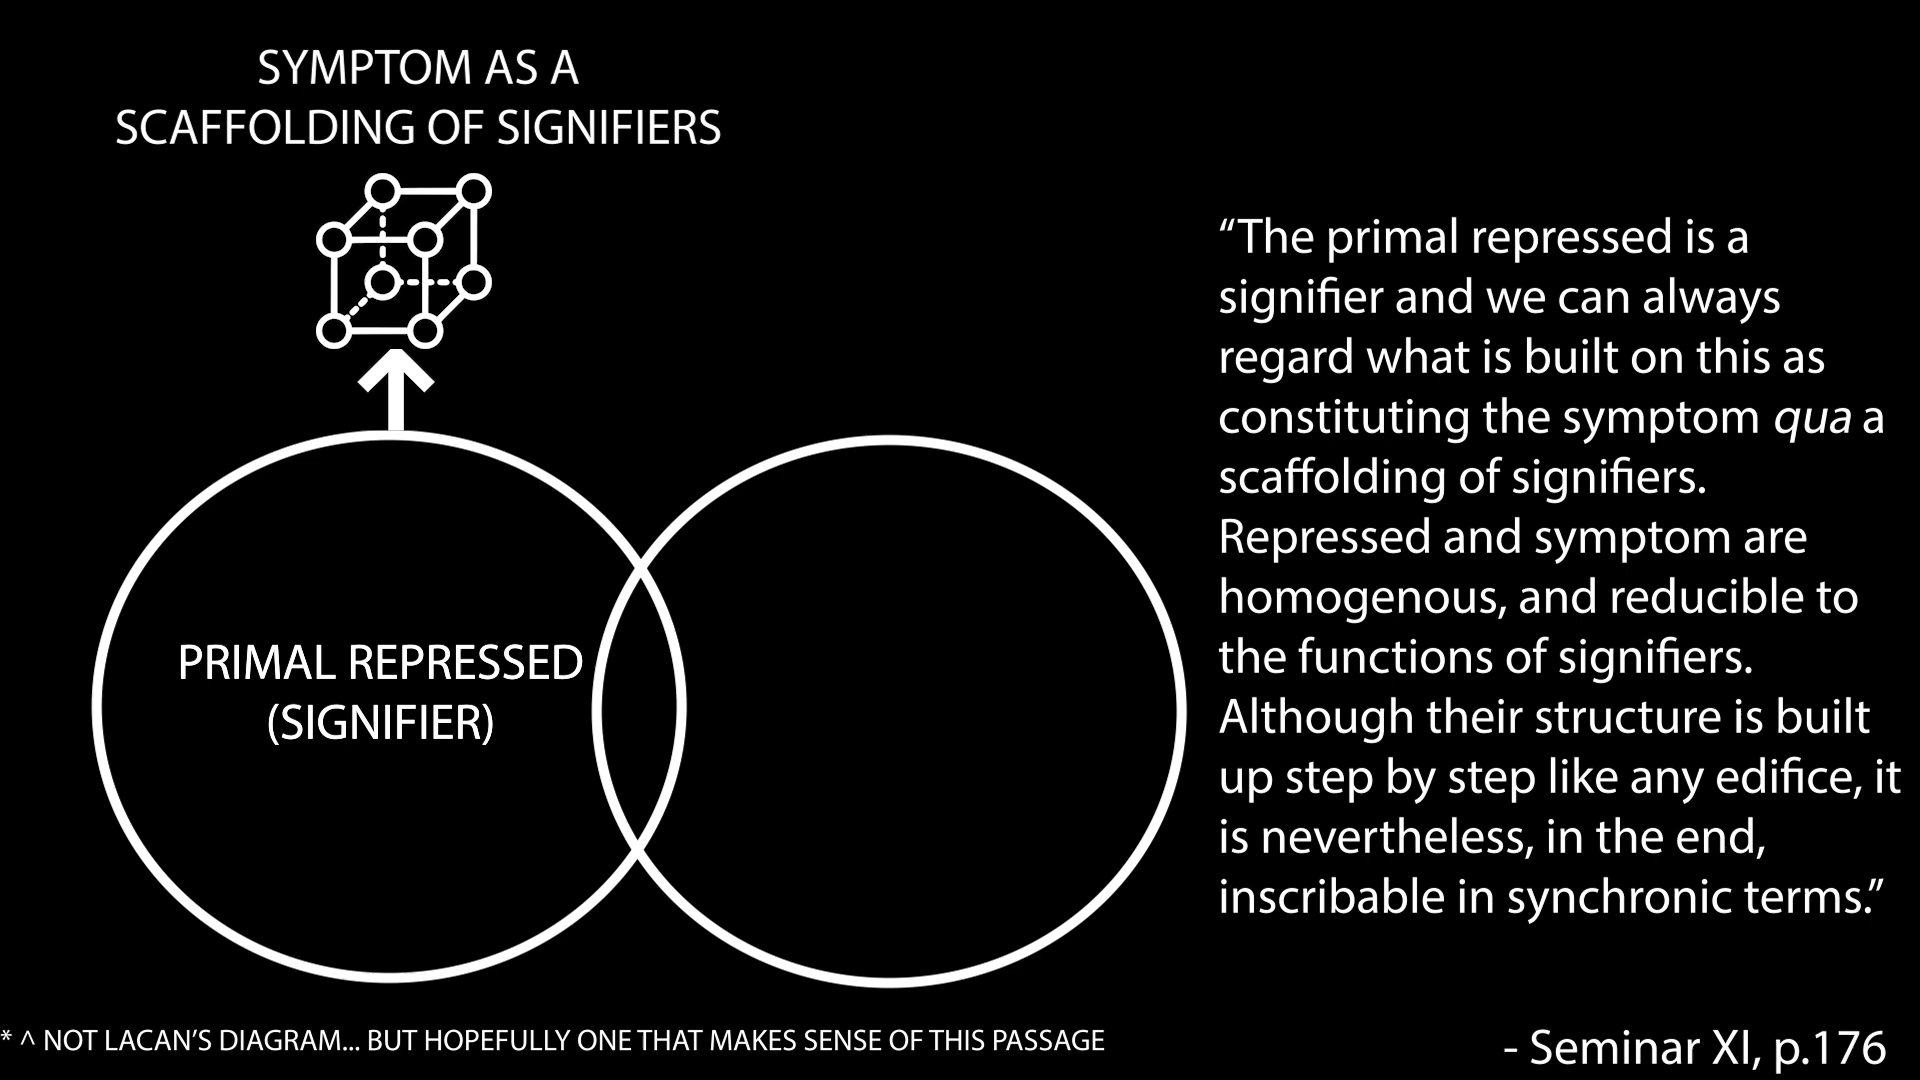 SYMPTOM AS A
SCAFFOLDING OF SIGNIFIERS
PRIMAL REPRESSED
(SIGNIFIER)
“The primal repressed is a
signifier and we can always
regard what is built on this as
constituting the symptom qua a
scaffolding of signifiers.
Repressed and symptom are
homogenous, and reducible to
the functions of signifiers.
Although their structure is built
up step by step like any edifice, it
is nevertheless, in the end,
inscribable in synchronic terms.”
* ^ NOT LACAN’S DIAGRAM... BUT HOPEFULLY ONE THAT MAKES SENSE OF THIS PASSAGE
- Seminar XI, p.176